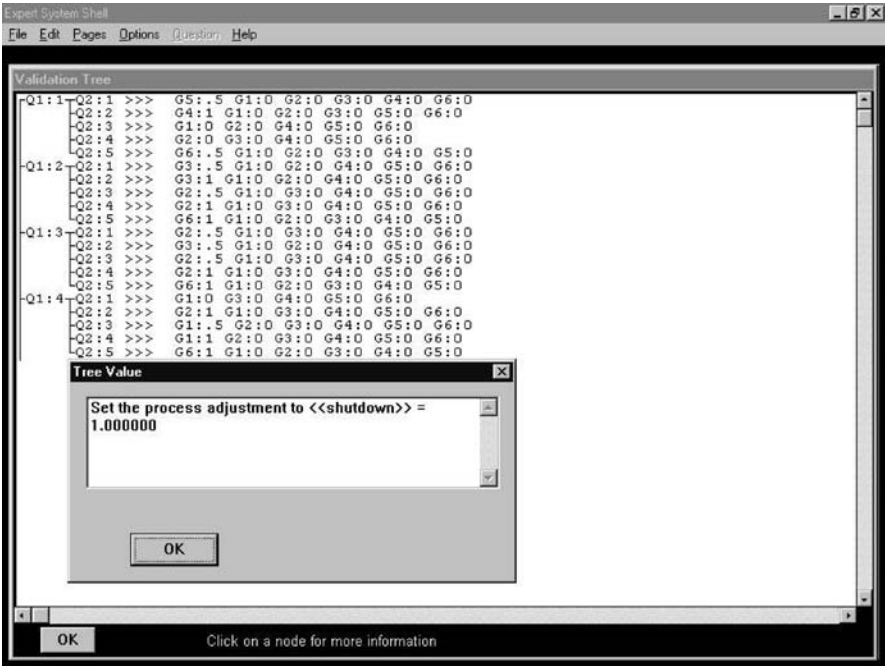 Expert System Shell
File Edit Pages Options Question Help
Validation Tree
Q1:1 Q2:1 >>> G5:.5 G1:0 G2:0 G3:0 G4:0 G6:0
Q2:2 >>> G4:1 G1:0 G2:0 G3:0 G5:0 G6:0
Q2:3 >>> G1:0 G2:0 G4:0 G5:0 G6:0
Q2:4 >>> G2:0 G3:0 G4:0 G5:0 G6:0
Q2:5 >>> G6:.5 G1:0 G2:0 G3:0 G4:0 G5:0
Q1:2 Q2:1 >>> G3:.5 G1:0 G2:0 G4:0 G5:0 G6:0
Q2:2 >>> G3:1 G1:0 G2:0 G4:0 G5:0 G6:0
Q2:3 >>> G2:.5 G1:0 G3:0 G4:0 G5:0 G6:0
Q2:4 >>> G2:1 G1:0 G3:0 G4:0 G5:0 G6:0
Q2:5 >>> G6:1 G1:0 G2:0 G3:0 G4:0 G5:0
Q1:3 Q2:1 >>> G2:.5 G1:0 G3:0 G4:0 G5:0 G6:0
Q2:2 >>> G3:.5 G1:0 G2:0 G4:0 G5:0 G6:0
Q2:3 >>> G2:.5 G1:0 G3:0 G4:0 G5:0 G6:0
Q2:4 >>> G2:1 G1:0 G3:0 G4:0 G5:0 G6:0
Q2:5 >>> G6:1 G1:0 G2:0 G3:0 G4:0 G5:0
Q1:4 Q2:1 >>> G1:0 G3:0 G4:0 G5:0 G6:0
Q2:2 >>> G2:1 G1:0 G3:0 G4:0 G5:0 G6:0
Q2:3 >>> G1:.5 G2:0 G3:0 G4:0 G5:0 G6:0
Q2:4 >>> G1:1 G2:0 G3:0 G4:0 G5:0 G6:0
Q2:5 >>> G6:1 G1:0 G2:0 G3:0 G4:0 G5:0
Tree Value
Set the process adjustment to <<shutdown>> =
1.000000
OK
OK Click on a node for more information